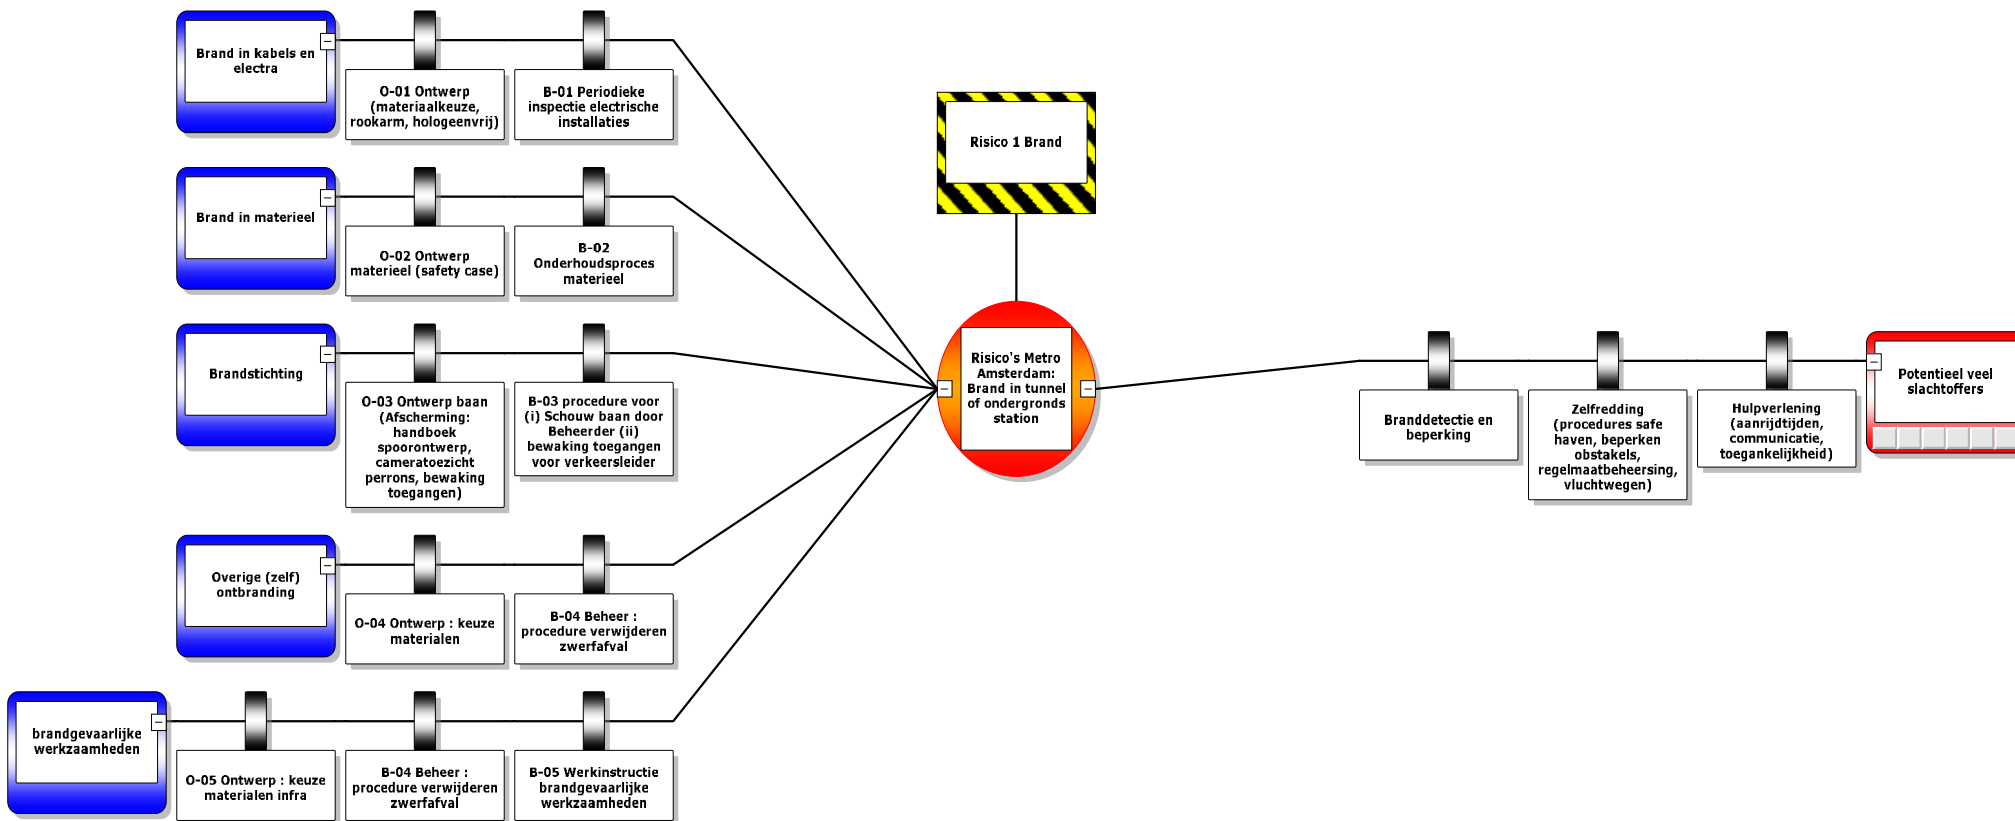 Brand in kabels en
electra
O-01 Ontwerp
(materiaalkeuze,
rookarm, hologeenvrij)
B-01 Periodieke
inspectie electrische
installaties
Risico 1 Brand
Brand in materieel
O-02 Ontwerp
materieel (safety case)
B-02
Onderhoudsproces
materieel
Brandstichting
O-03 Ontwerp baan
(Afscherming:
handboek
spoorontwerp,
cameratoezicht
perrons, bewaking
toegangen)
B-03 procedure voor
(i) Schouw baan door
Beheerder (ii)
bewaking toegangen
voor verkeersleider
Risico's Metro
Amsterdam:
Brand in tunnel
of ondergronds
station
Branddetectie en
beperking
Zelfredding
(procedures safe
haven, beperken
obstakels,
regelmaatbeheersing,
vluchtwegen)
Hulpverlening
(aanrijdtijden,
communicatie,
toegankelijkheid)
Potentieel veel
slachtoffers
Overige (zelf)
ontbranding
O-04 Ontwerp : keuze
materialen
B-04 Beheer :
procedure verwijderen
zwerfafval
brandgevaarlijke
werkzaamheden
O-05 Ontwerp : keuze
materialen infra
B-04 Beheer :
procedure verwijderen
zwerfafval
B-05 Werkinstructie
brandgevaarlijke
werkzaamheden